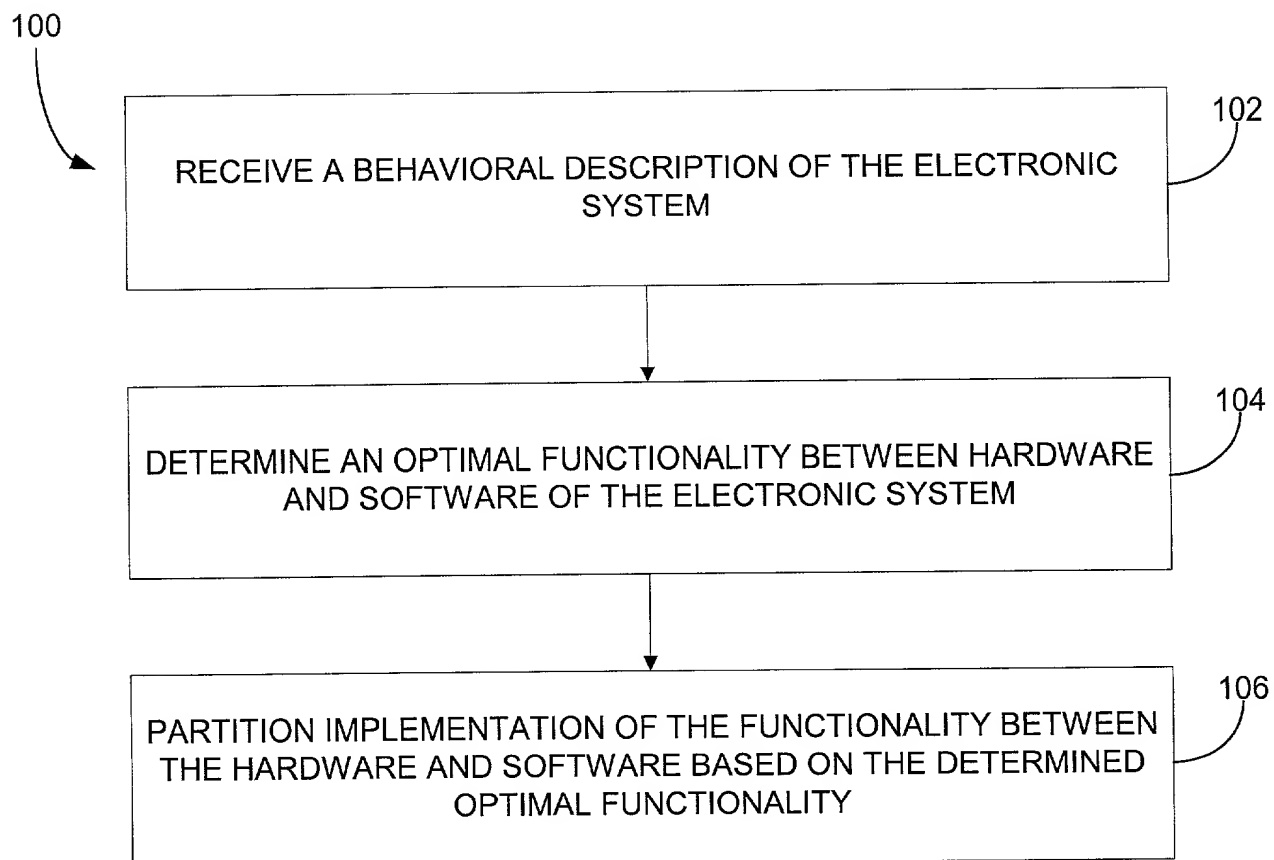 100
102
RECEIVE A BEHAVIORAL DESCRIPTION OF THE ELECTRONIC
SYSTEM
104
DETERMINE AN OPTIMAL FUNCTIONALITY BETWEEN HARDWARE
AND SOFTWARE OF THE ELECTRONIC SYSTEM
106
PARTITION IMPLEMENTATION OF THE FUNCTIONALITY BETWEEN
THE HARDWARE AND SOFTWARE BASED ON THE DETERMINED
OPTIMAL FUNCTIONALITY